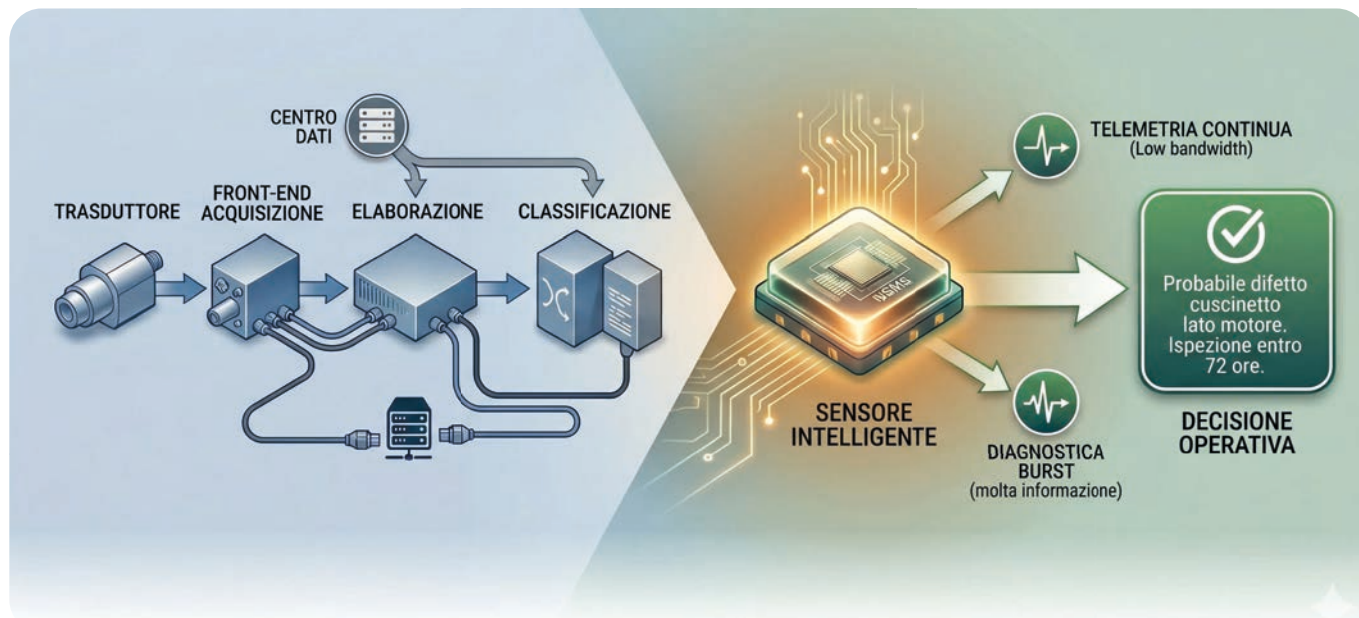 CENTRO
DATI
TRASDUTTORE
FRONT-END
ACQUISIZIONE
ELABORAZIONE
CLASSIFICAZIONE
SENSORE
INTELLIGENTE
TELEMETRIA CONTINUA
(Low bandwidth)
Probabile difetto
cuscinetto
lato motore.
Ispezione entro
72 ore.
DECISIONE
OPERATIVA
DIAGNOSTICA
BURST
(molta informazione)